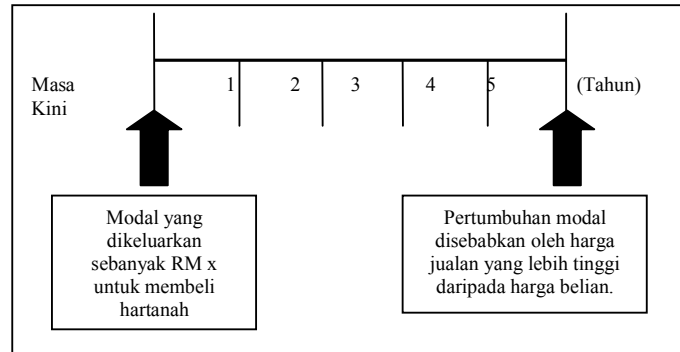 Masa
Kini
1 2 3 4 5 (Tahun)
Modal yang
dikeluarkan
sebanyak RM x
untuk membeli
hartanah
Pertumbuhan modal
disebabkan oleh harga
jualan yang lebih tinggi
daripada harga belian.